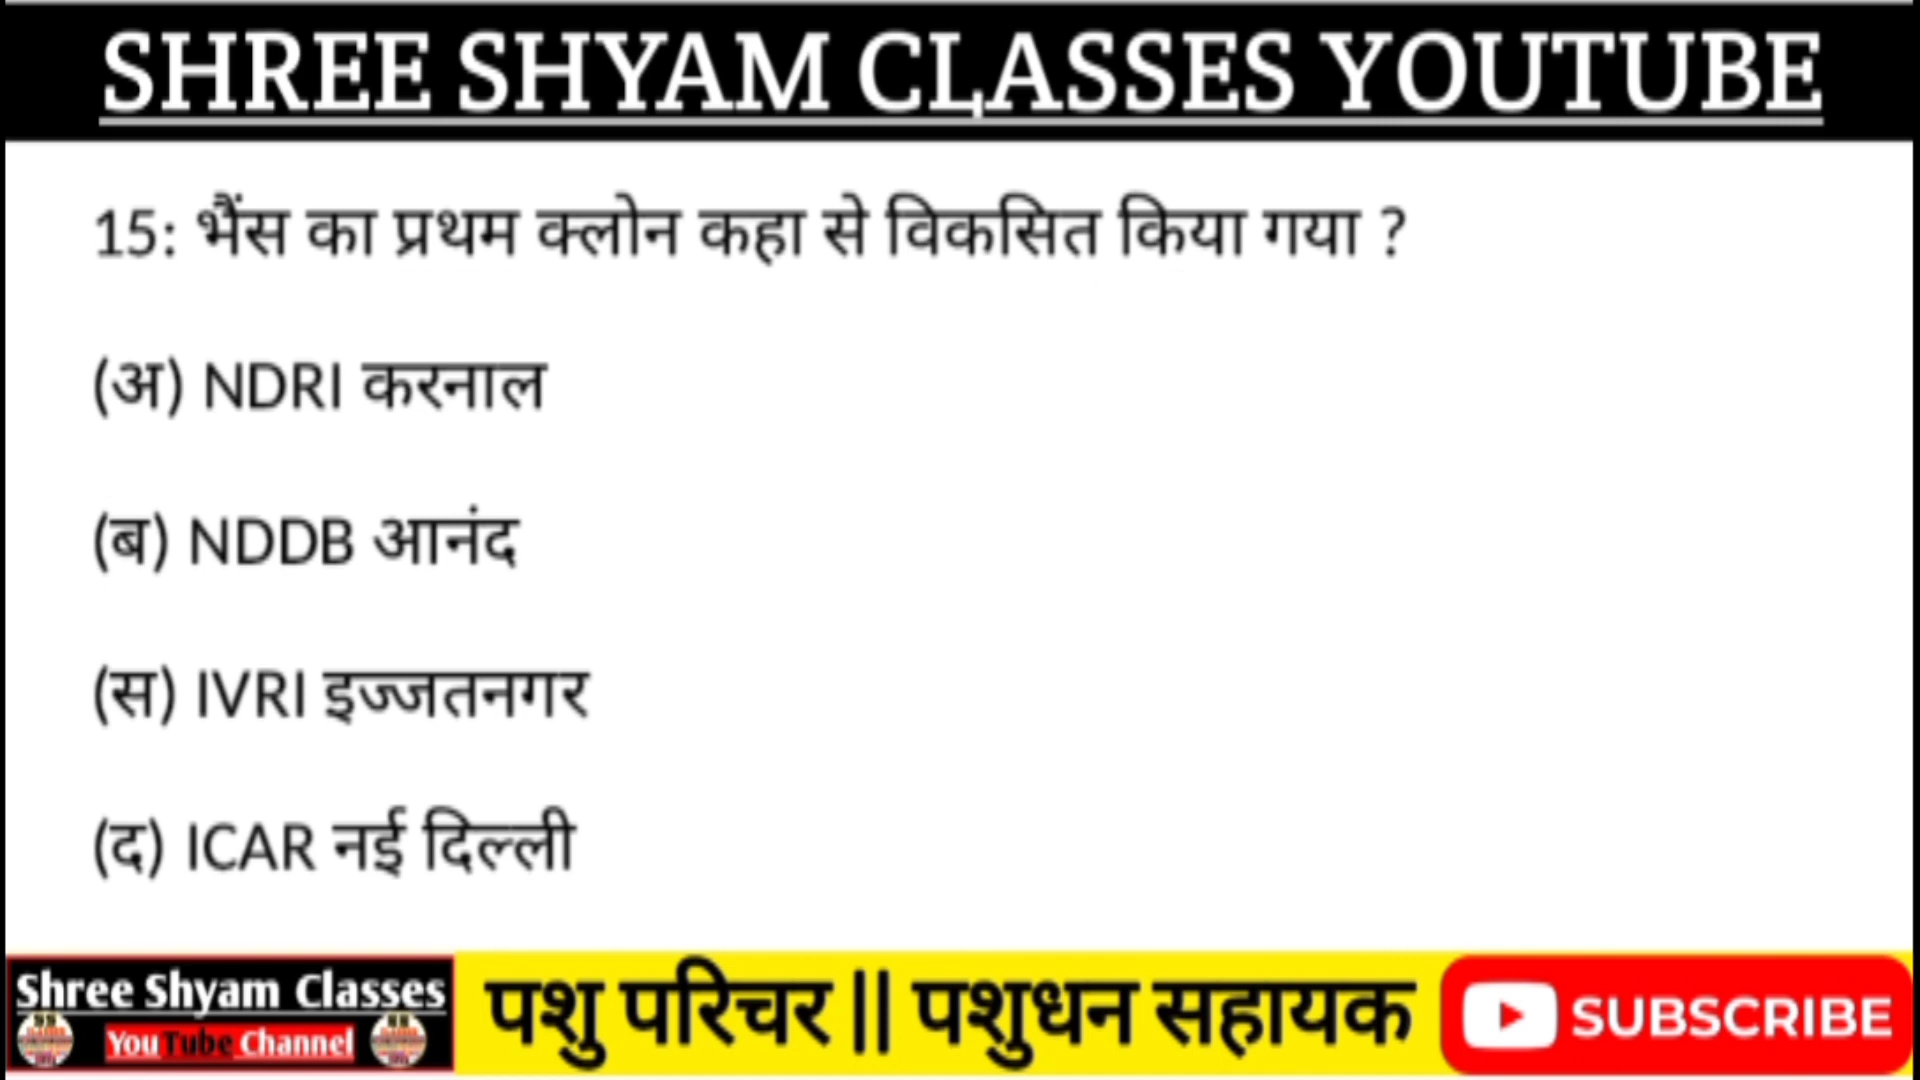 SHREE SHYAM CLASSES YOUTUBE
15: भैंस का प्रथम क्लोन कहा से विकसित किया गया ?
(अ) NDRI करनाल
(ब) NDDB आनंद
(स) IVRI इज्जतनगर
(द) ICAR नई दिल्ली
Shree Shyam Classes
YouTube Channel
पशु परिचर || पशुधन सहायक
SUBSCRIBE